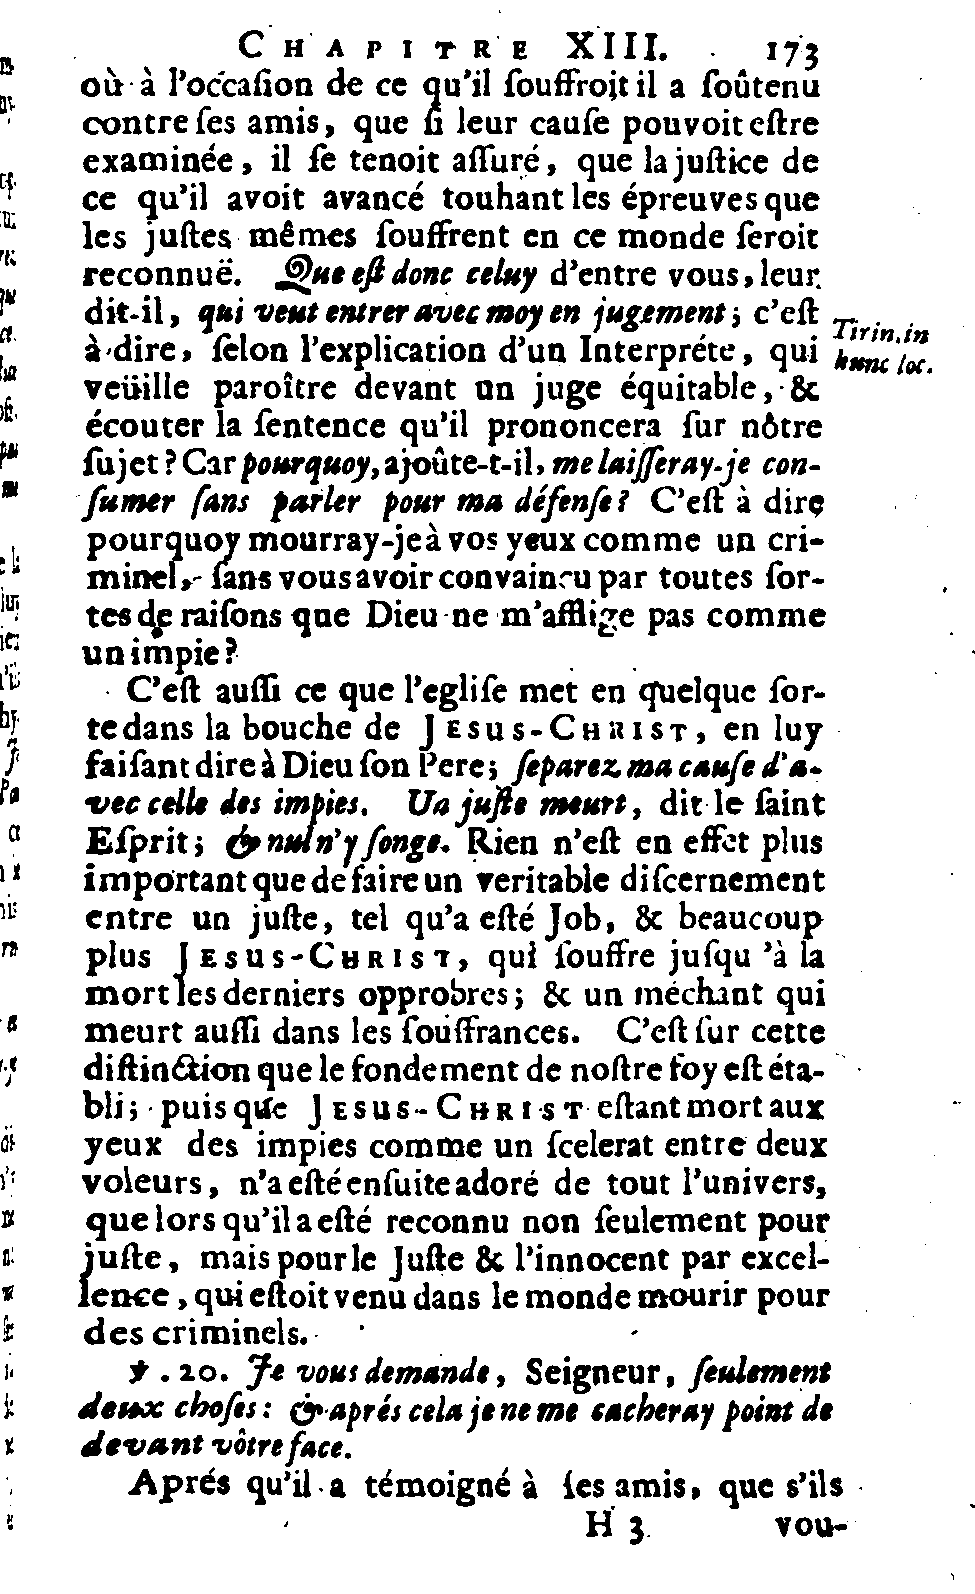 CHAPITRE XIII. 173
où à l'occaſion de ce qu'il ſouffroit il a ſoûtenu
contre ſes amis, que ſi leur cauſe pouvoit eſtre
examinée, il ſe tenoit aſſuré, que la juſtice de
ce qu'il avoit avancé touhant les épreuves que
les juſtes mêmes ſouffrent en ce monde ſeroit
reconnuë. Que eſt donc celuy d'entre vous, leur
dit-il, qui veut entrer avec moy en jugement; c'eſt
Tirin. in
à dire, ſelon l'explication d'un Interpréte, qui
hunc loc.
veüille paroître devant un juge équitable, &
écouter la ſentence qu'il prononcera ſur nôtre
ſujet? Car pourquoy, ajoûte-t-il, me laiſſeray-je con-
ſumer ſans parler pour ma défenſe? C'eſt à dire
pourquoy mourray-je à vos yeux comme un cri-
minel, ſans vous avoir convaincu par toutes ſor-
tes de raiſons que Dieu ne m'afflige pas comme
un impie?
C'eſt auſſi ce que l'egliſe met en quelque ſor-
te dans la bouche de JESUS-CHRIST, en luy
faiſant dire à Dieu ſon Pere; ſeparez ma cauſe d'a-
vec celle des impies. Un juſte meurt, dit le ſaint
Eſprit; & nul n'y ſonge. Rien n'eſt en effet plus
important que de faire un veritable diſcernement
entre un juſte, tel qu'a eſté Job, & beaucoup
plus JESUS-CHRIST, qui ſouffre juſqu'à la
mort les derniers opprobres; & un méchant qui
meurt auſſi dans les ſouffrances. C'eſt ſur cette
diſtinction que le fondement de noſtre foy eſt éta-
bli; puisque JESUS-CHRIST eſtant mort aux
yeux des impies comme un ſcelerat entre deux
voleurs, n'a eſté enſuite adoré de tout l'univers,
que lors qu'il a eſté reconnu non ſeulement pour
juſte, mais pour le Juſte & l'innocent par excel-
lence, qui eſtoit venu dans le monde mourir pour
des criminels.
℣. 20. Je vous demande, Seigneur, ſeulement
deux choſes: & aprés cela je ne me cacheray point de
devant vôtre face.
Aprés qu'il a témoigné à ſes amis, que s'ils
H 3 vou-